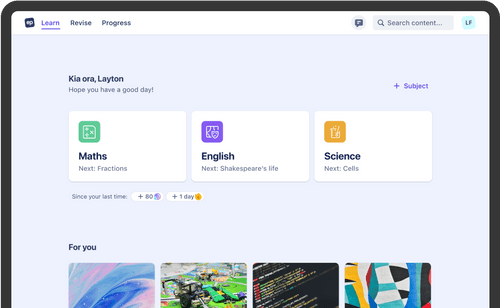 ep Learn Revise Progress Search content... LF
Kia ora, Layton
Hope you have a good day!
+ Subject
Maths
Next: Fractions
English
Next: Shakespeare's life
Science
Next: Cells
Since your last time: + 80 + 1 day
For you